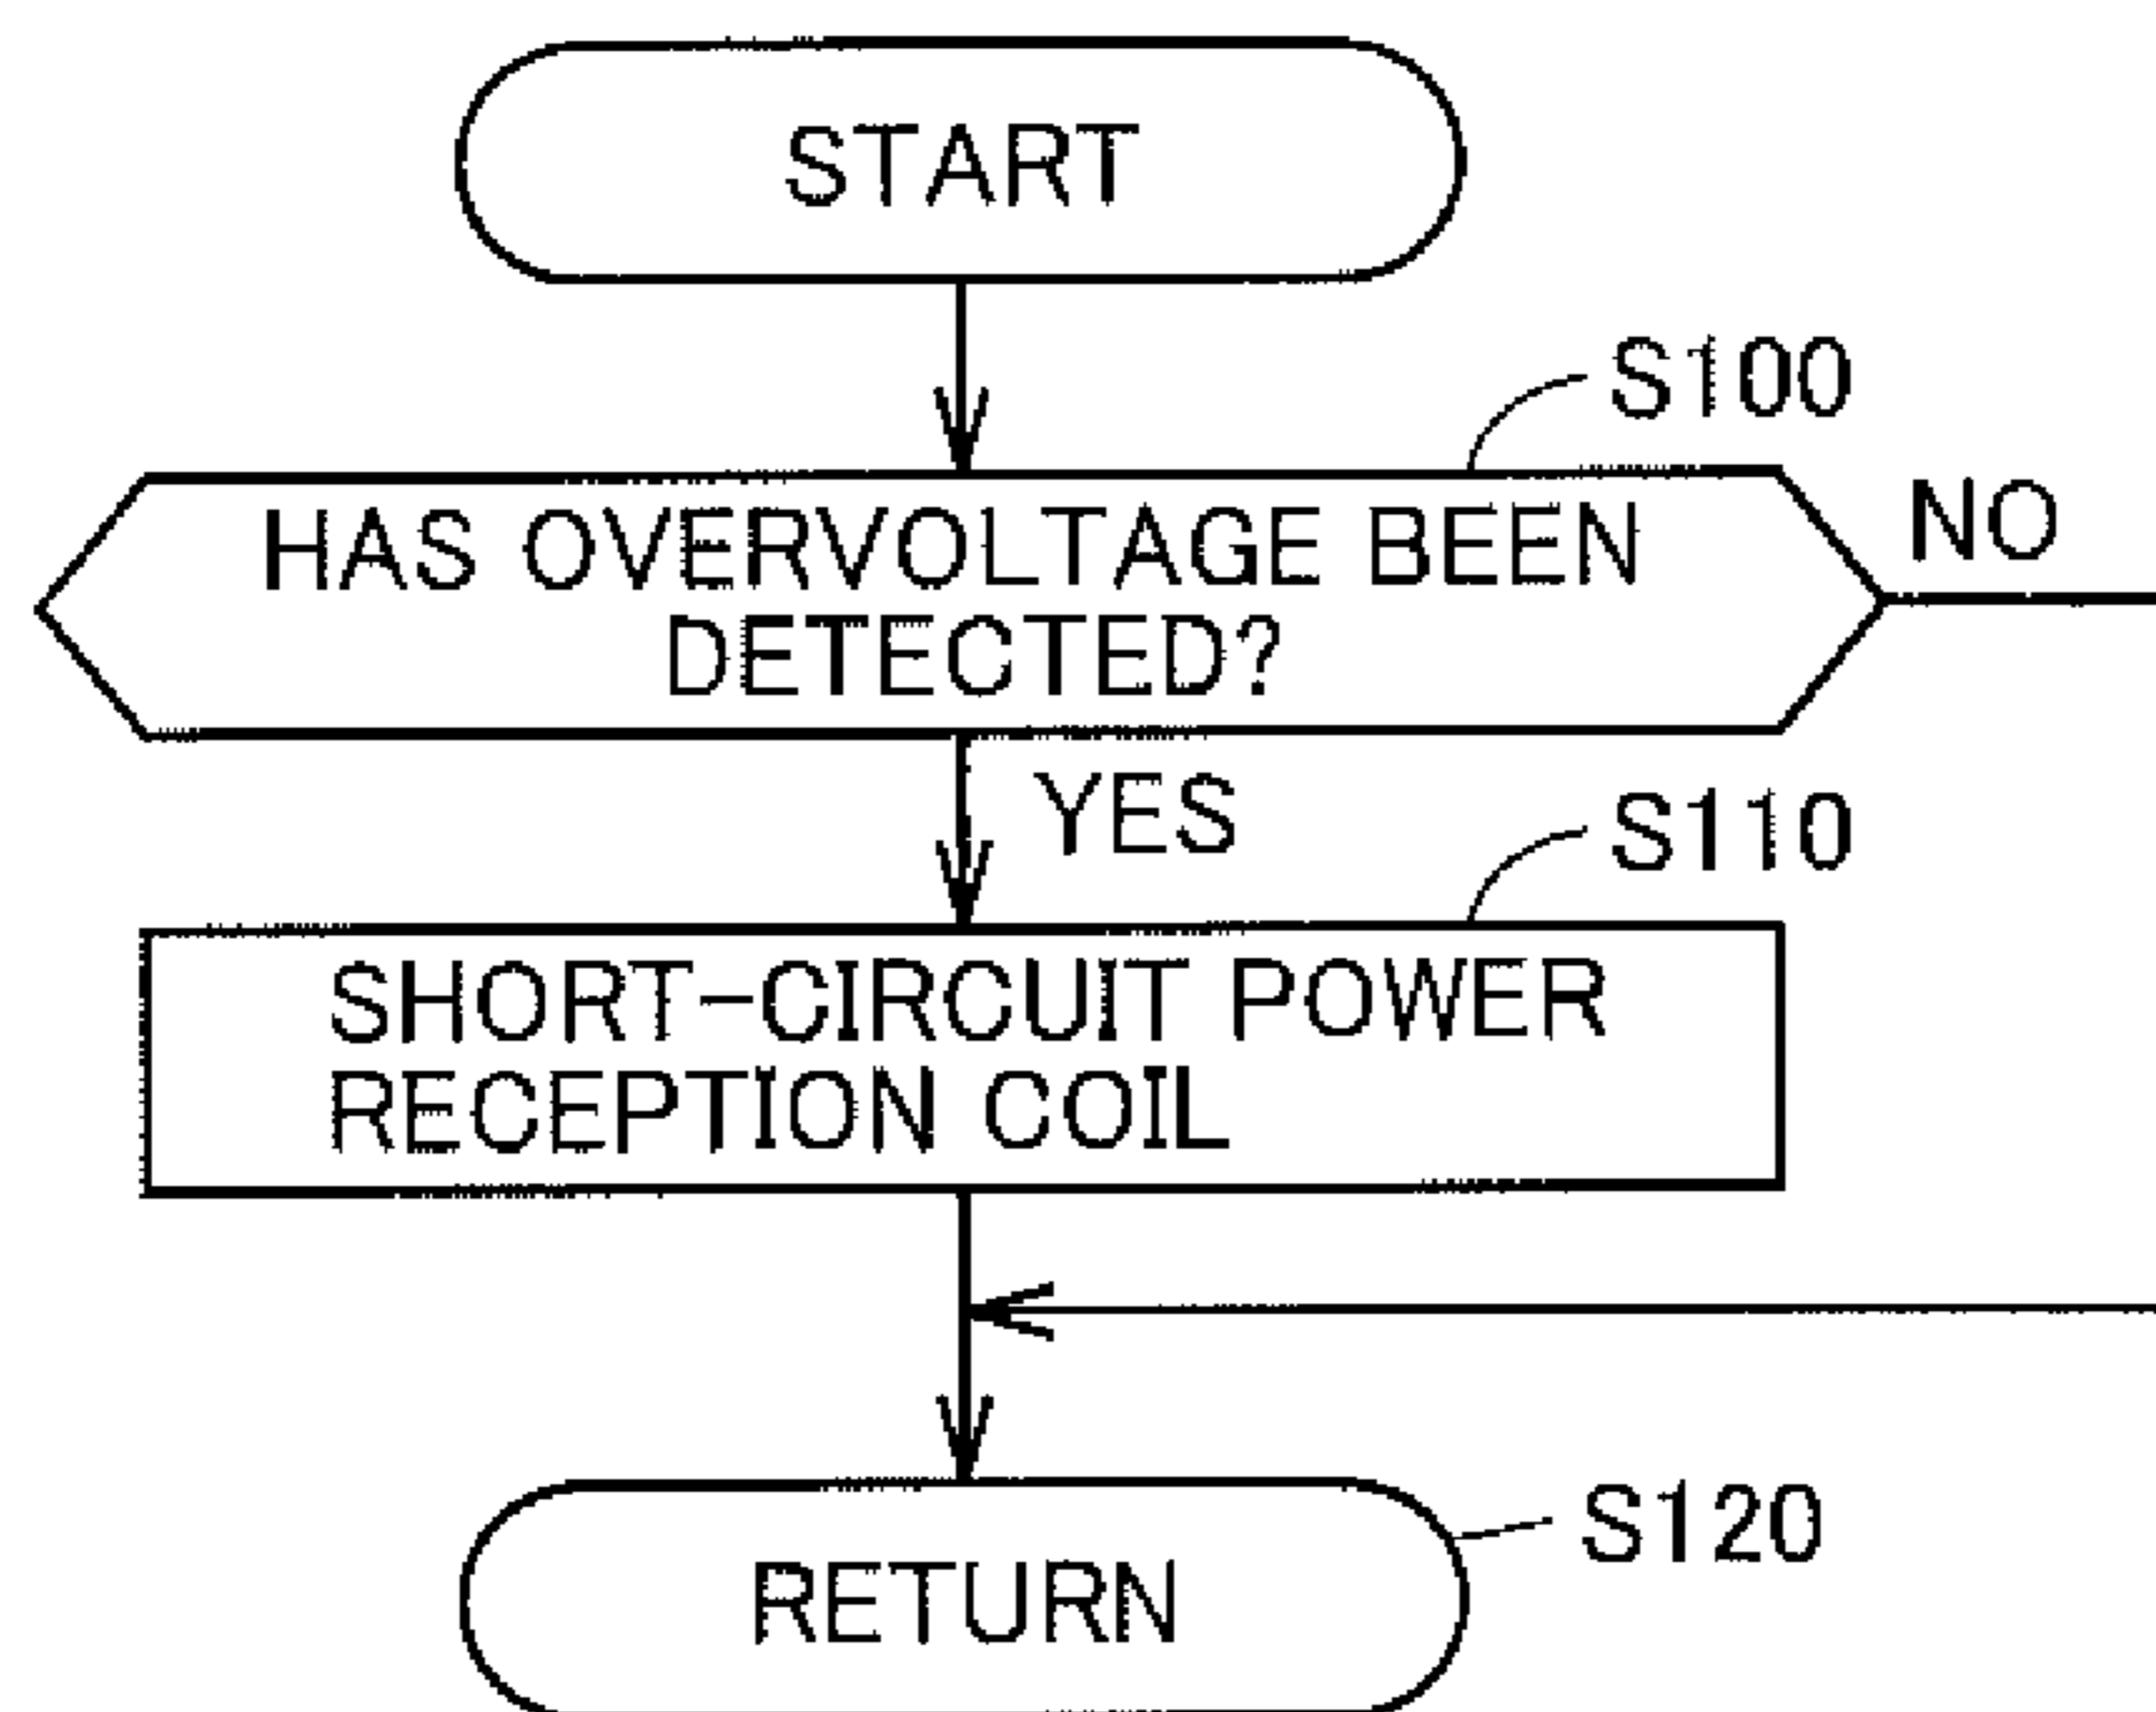 START
S100
HAS OVERVOLTAGE BEEN
DETECTED?
NO
YES
S110
SHORT-CIRCUIT POWER
RECEPTION COIL
S120
RETURN